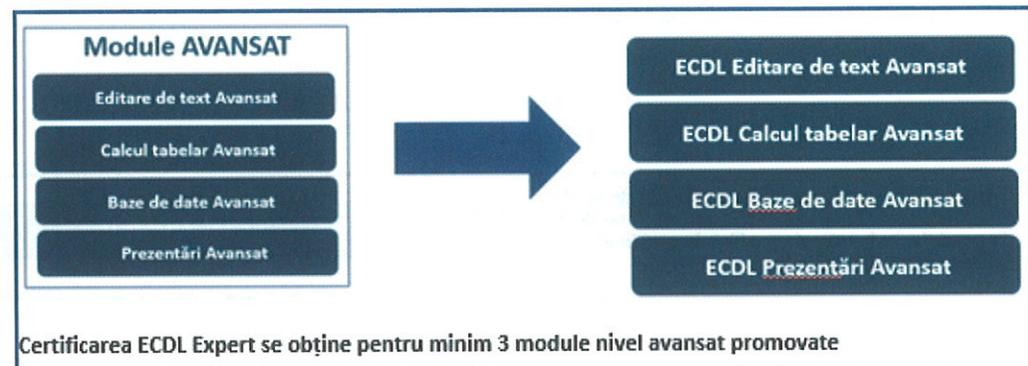 Module AVANSAT
Editare de text Avansat
Calcul tabelar Avansat
Baze de date Avansat
Prezentări Avansat
ECDL Editare de text Avansat
ECDL Calcul tabelar Avansat
ECDL Baze de date Avansat
ECDL Prezentări Avansat
Certificarea ECDL Expert se obține pentru minim 3 module nivel avansat promovate